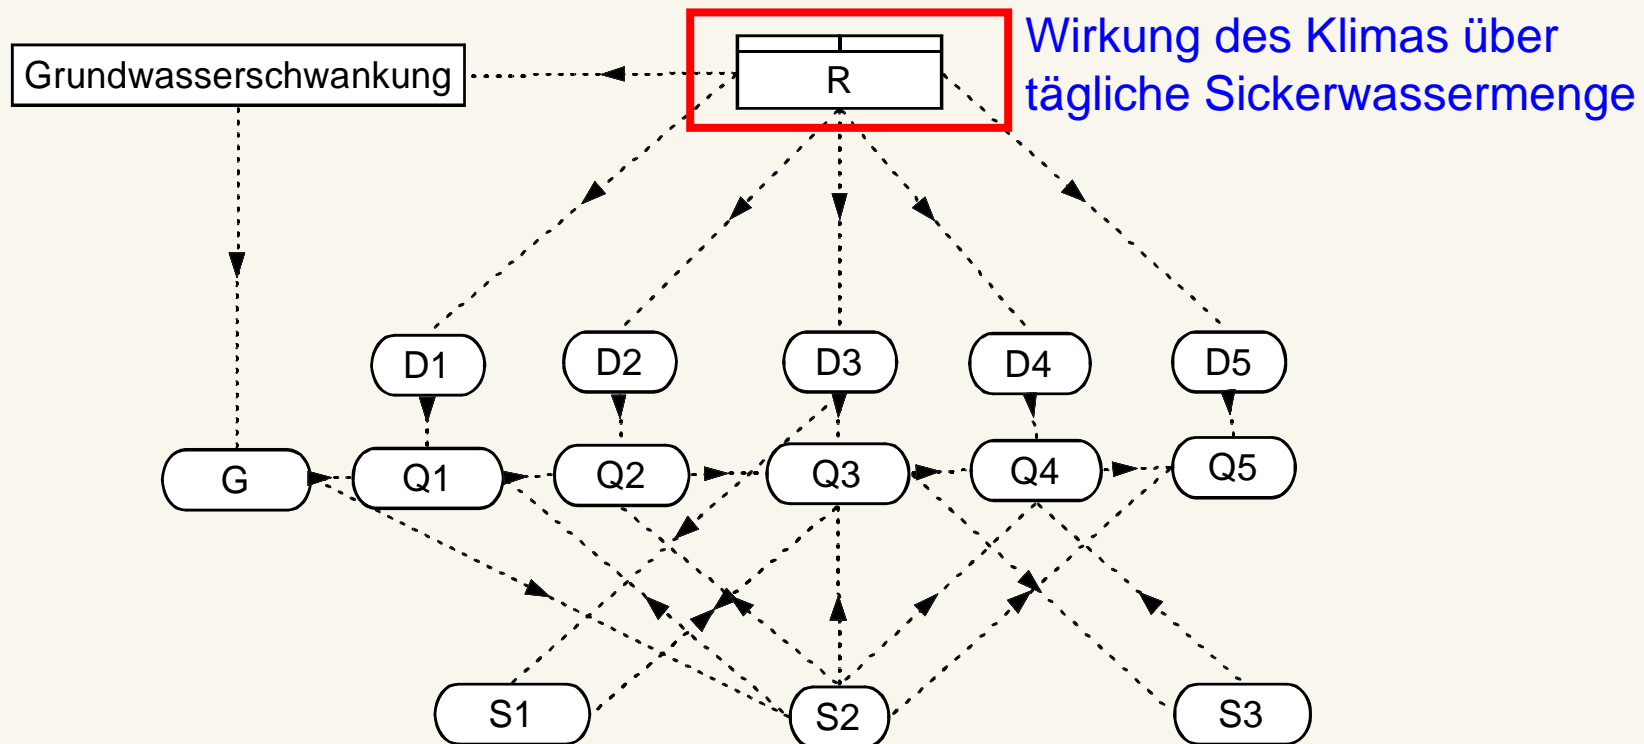 Wirkung des Klimas über
tägliche Sickerwassermenge
Grundwasserschwankung
R
D1
D2
D3
D4
D5
G
Q1
Q2
Q3
Q4
Q5
S1
S2
S3